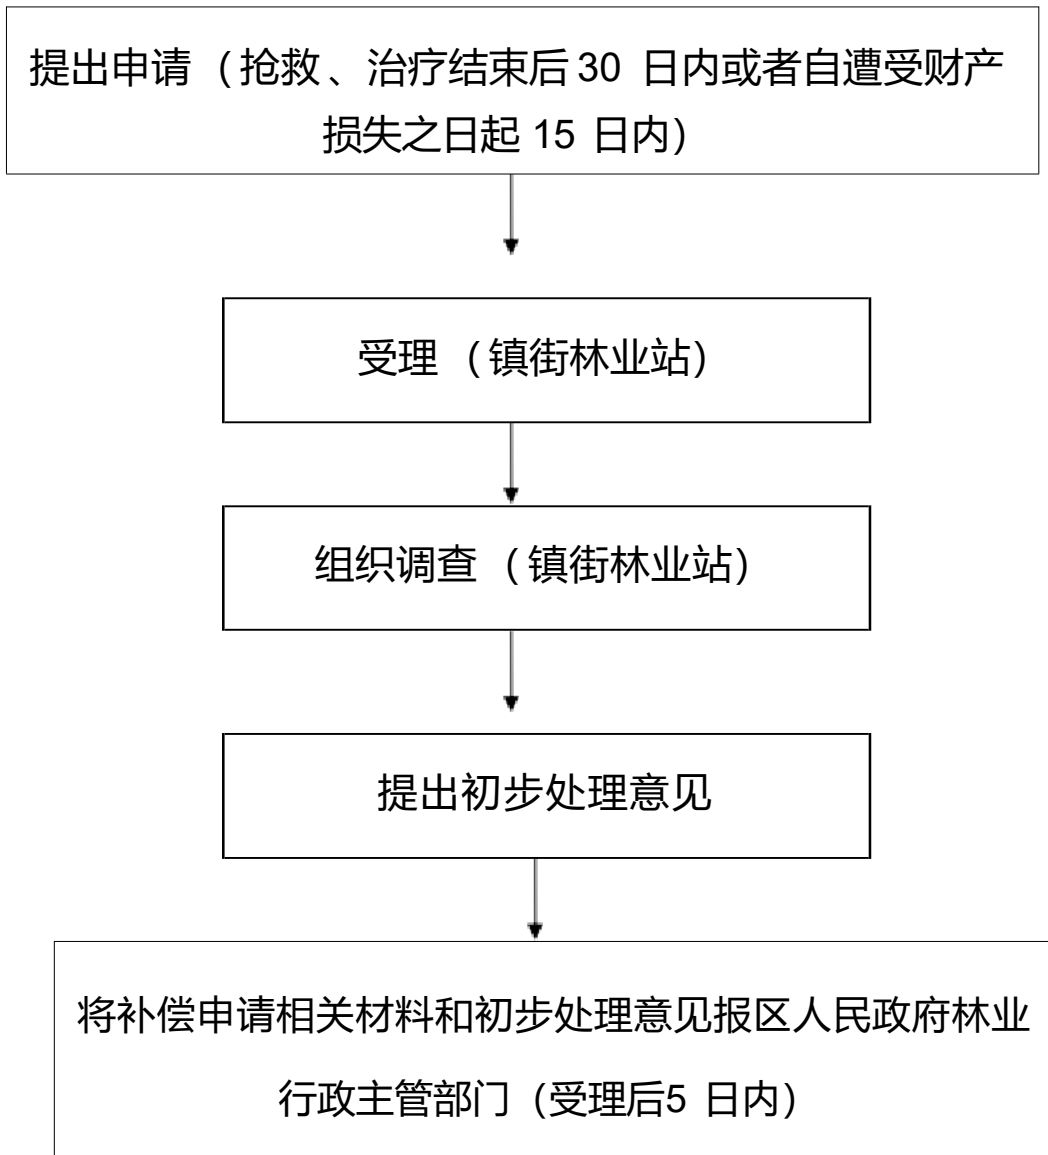 提出申请（抢救、治疗结束后 30 日内或者自遭受财产
损失之日起 15 日内）
受理（镇街林业站）
组织调查（镇街林业站）
提出初步处理意见
将补偿申请相关材料和初步处理意见报区人民政府林业
行政主管部门（受理后5 日内）